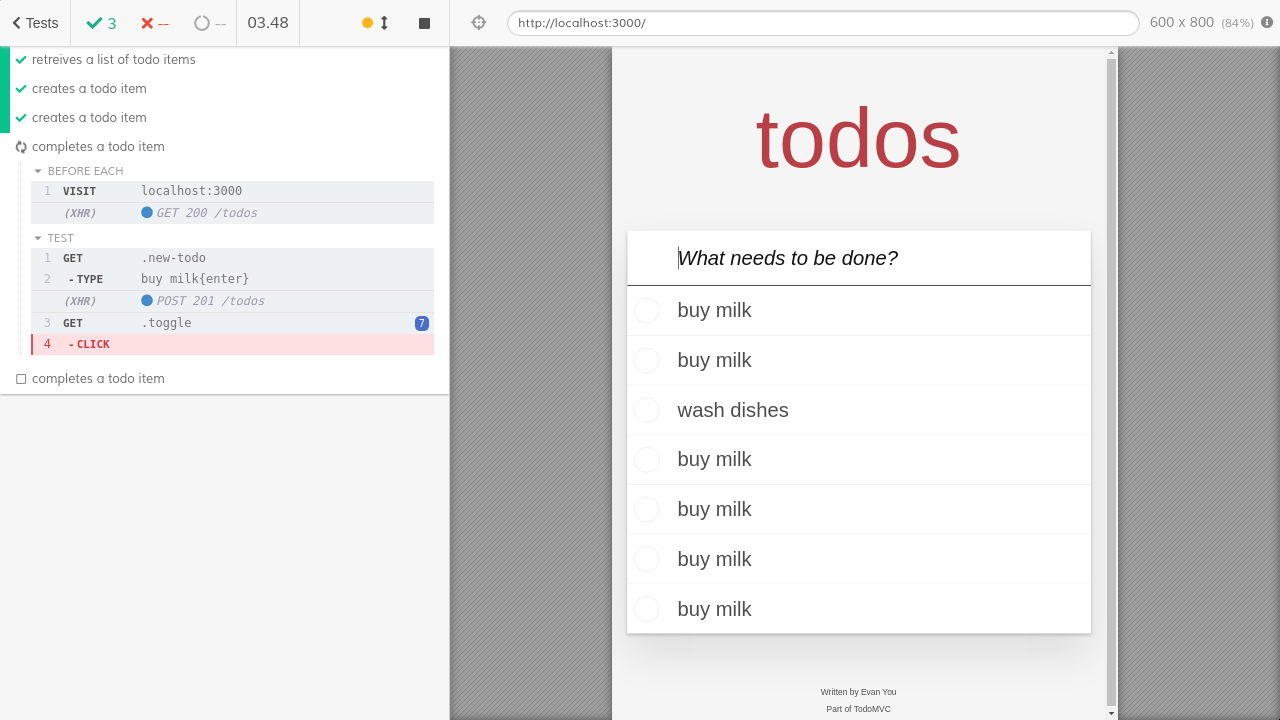 Tests
3
--
--
03.48
http://localhost:3000/
600 x 800 (84%)
retreives a list of todo items
creates a todo item
creates a todo item
completes a todo item
BEFORE EACH
1 VISIT localhost:3000
(XHR) GET 200 /todos
TEST
1 GET .new-todo
2 -TYPE buy milk{enter}
(XHR) POST 201 /todos
3 GET .toggle 7
4 -CLICK
completes a todo item
todos
What needs to be done?
buy milk
buy milk
wash dishes
buy milk
buy milk
buy milk
buy milk
Written by Evan You
Part of TodoMVC